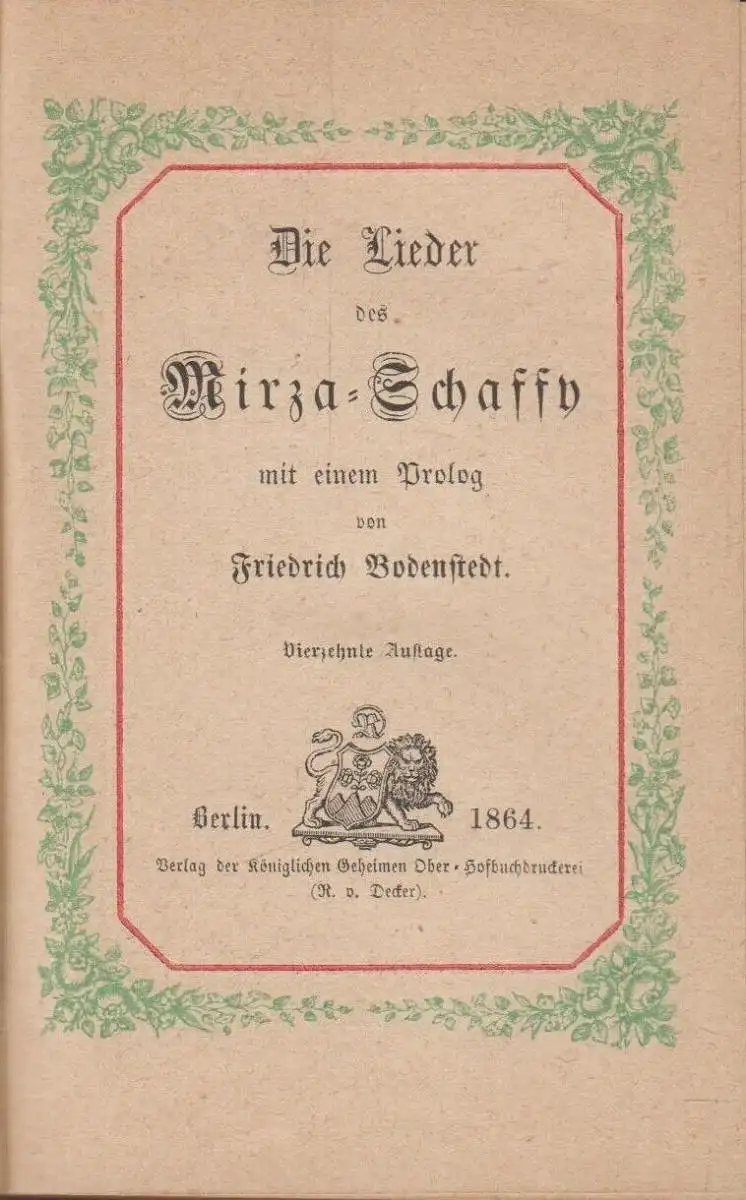 Die Lieder
des
Mirza-Schaffy
mit einem Prolog
von
Friedrich Bodenstedt.
Vierzehnte Auflage.
R
Berlin. 1864.
Verlag der Königlichen Geheimen Ober-Hofbuchdruckerei
(R. v. Decker).